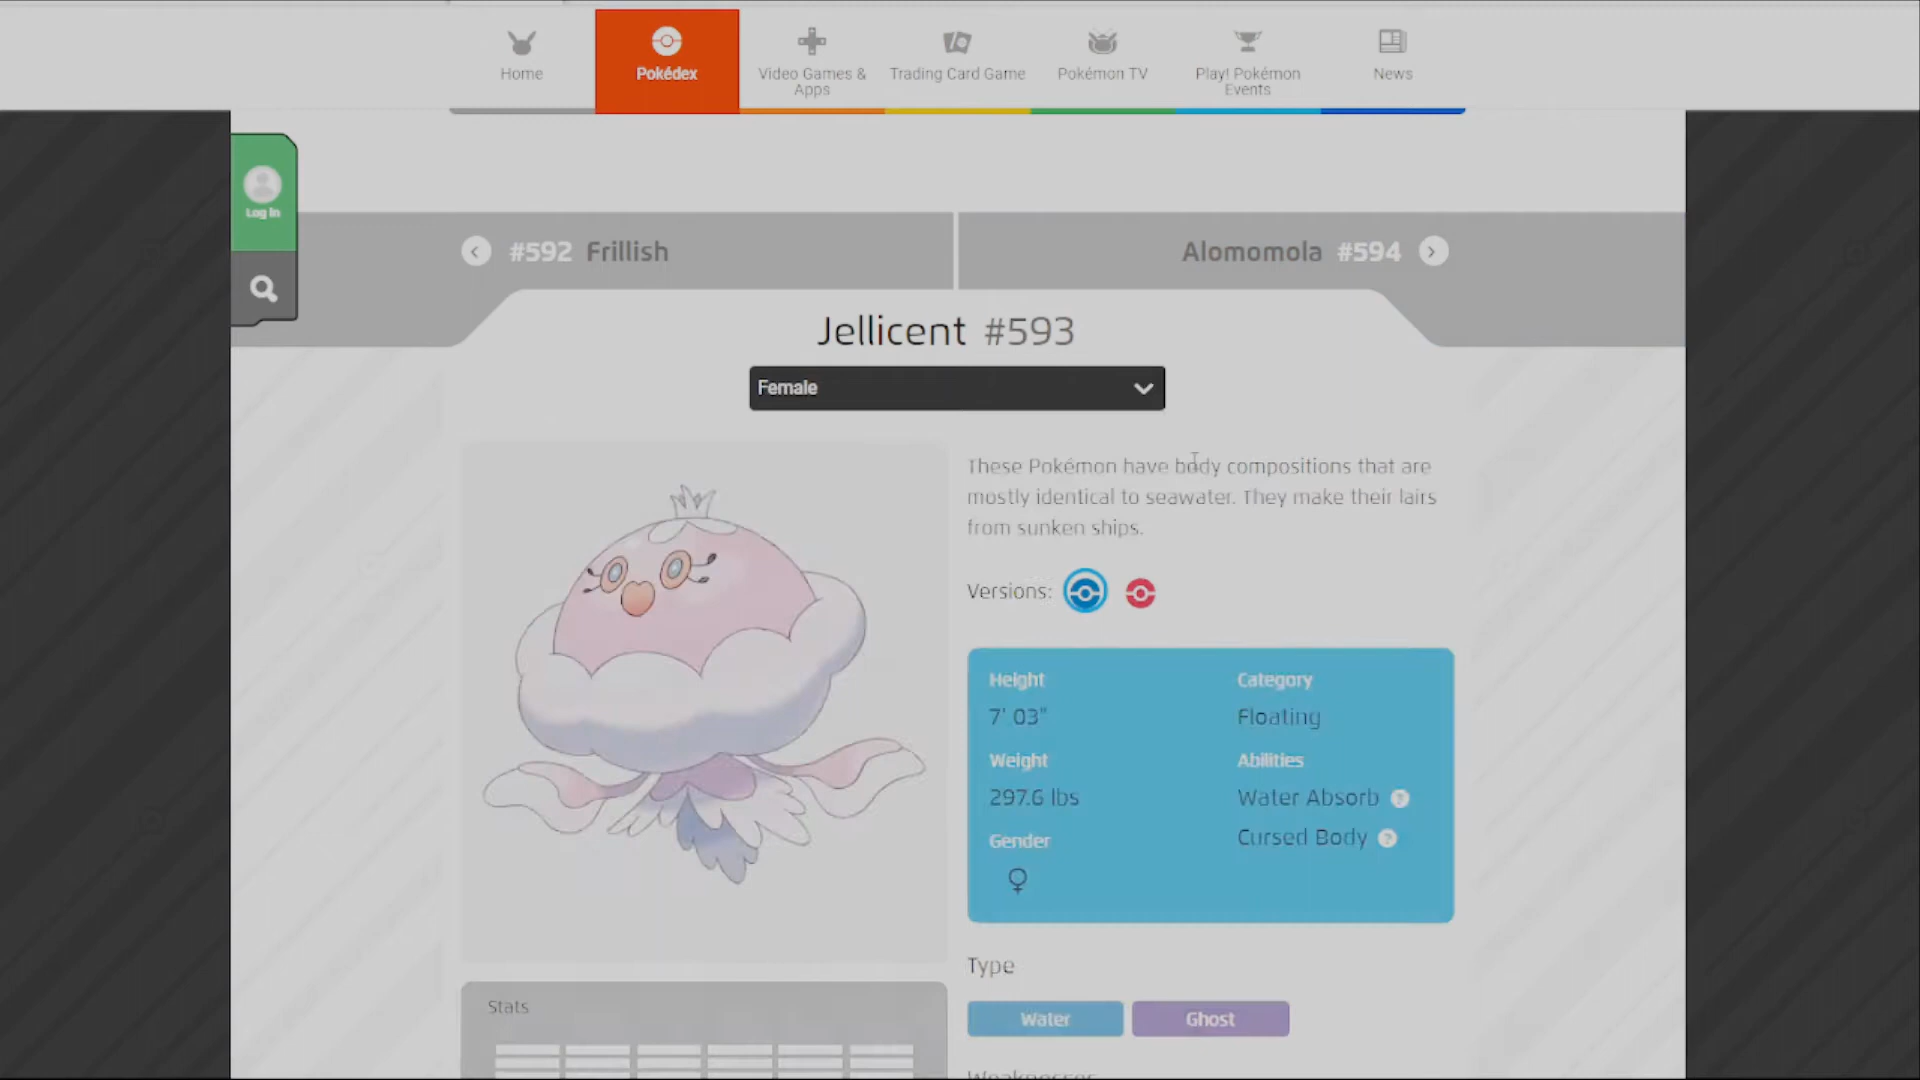 Home
Pokédex
Video Games &
Apps
Trading Card Game
Pokémon TV
Play! Pokémon
Events
News
Log In
#592 Frillish
Alomomola #594
Jellicent #593
Female
These Pokémon have body compositions that are
mostly identical to seawater. They make their lairs
from sunken ships.
Versions:
Height
7' 03"
Weight
297.6 lbs
Gender
Category
Floating
Abilities
Water Absorb ?
Cursed Body ?
Type
Water
Ghost
Stats
Weaknesses